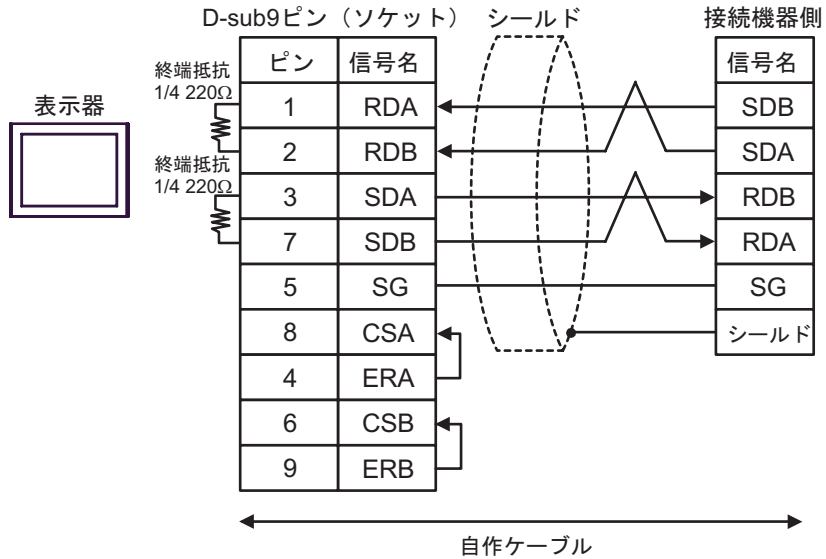 D-sub9ピン（ソケット） シールド 接続機器側
表示器
終端抵抗
1/4 220Ω
終端抵抗
1/4 220Ω
ピン 信号名
1 RDA
2 RDB
3 SDA
7 SDB
5 SG
8 CSA
4 ERA
6 CSB
9 ERB
信号名
SDB
SDA
RDB
RDA
SG
シールド
自作ケーブル